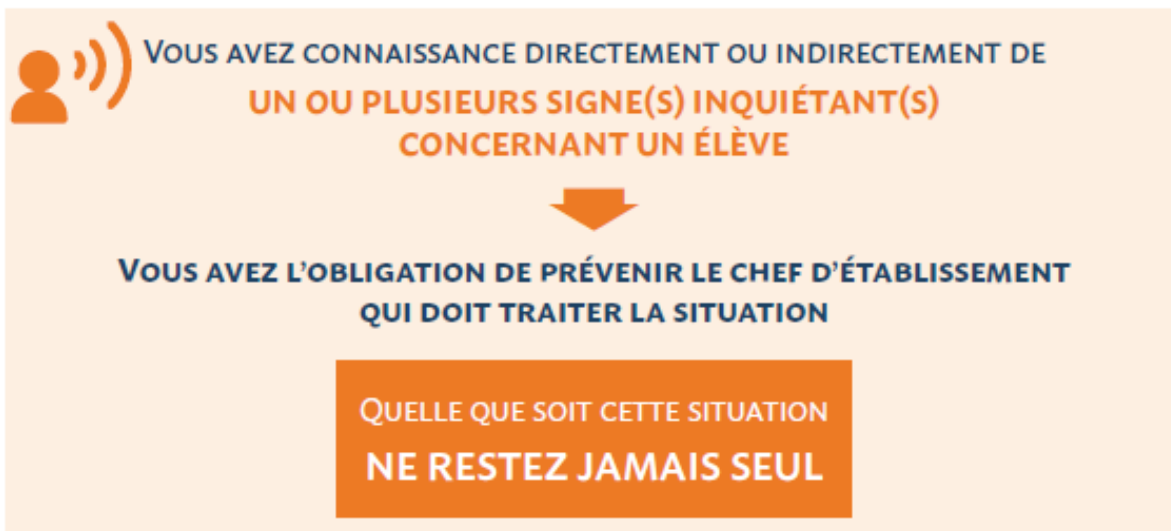 Vous avez connaissance directement ou indirectement de
un ou plusieurs signe(s) inquiétant(s)
concernant un élève
Vous avez l’obligation de prévenir le chef d’établissement
qui doit traiter la situation
Quelle que soit cette situation
ne restez jamais seul